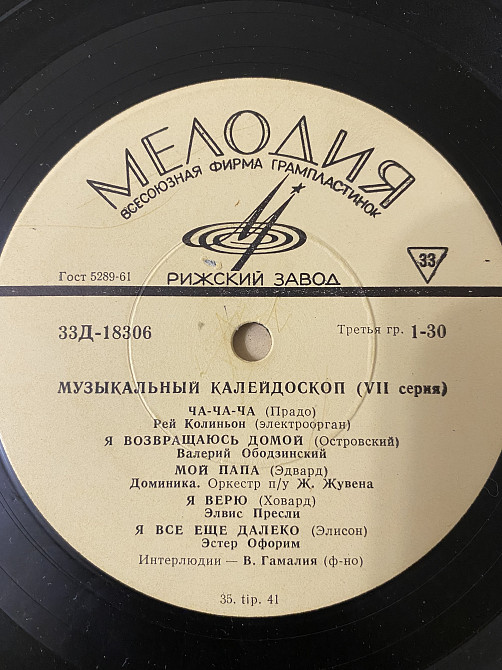 МЕЛОДИЯ
ВСЕСОЮЗНАЯ ФИРМА ГРАМПЛАСТИНОК
Гост 5289-61
РИЖСКИЙ ЗАВОД
33
33Д-18306
Третья гр. 1-30
МУЗЫКАЛЬНЫЙ КАЛЕЙДОСКОП (VII серия)
ЧА-ЧА-ЧА (Прадо)
Рей Колиньон (электроорган)
Я ВОЗВРАЩАЮСЬ ДОМОЙ (Островский)
Валерий Ободзинский
МОЙ ПАПА (Эдвард)
Доминика. Оркестр п/у Ж. Жувена
Я ВЕРЮ (Ховард)
Элвис Пресли
Я ВСЕ ЕЩЕ ДАЛЕКО (Элисон)
Эстер Офорим
Интерлюдии — В. Гамалия (ф-но)
35. tip. 41